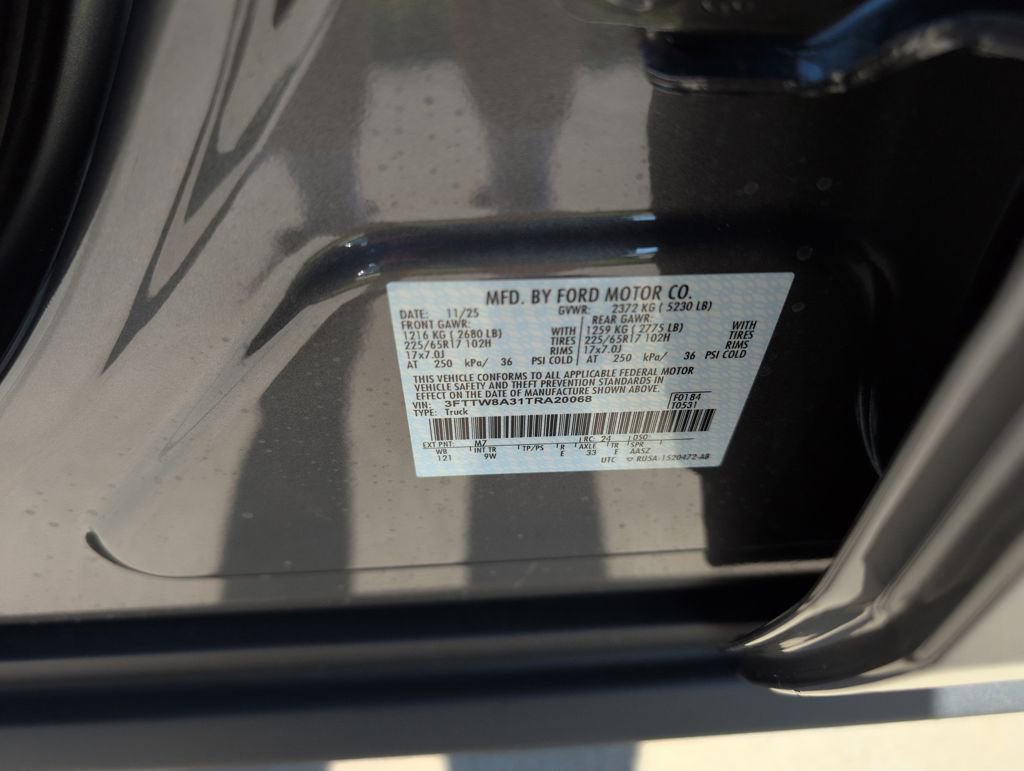 MFD. BY FORD MOTOR CO.
DATE: 11/25 GVWR: 2372 KG ( 5230 LB)
FRONT GAWR: REAR GAWR:
1216 KG ( 2680 LB) WITH 1259 KG ( 2775 LB) WITH
225/65R17 102H TIRES 225/65R17 102H TIRES
17x7.0J RIMS 17x7.0J RIMS
AT 250 kPa/ 36 PSI COLD AT 250 kPa/ 36 PSI COLD
THIS VEHICLE CONFORMS TO ALL APPLICABLE FEDERAL MOTOR
VEHICLE SAFETY AND THEFT PREVENTION STANDARDS IN
EFFECT ON THE DATE OF MANUFACTURE SHOWN ABOVE.
VIN: 3FTTW8A31TRA20068 F0184
TYPE: Truck T0531
EXT PNT: M7 RC: 24 DSO:
WB INT TR TP/PS R AXLE TR SPR
121 9W E 33 E AASZ
UTC RUSA-1520472-AB